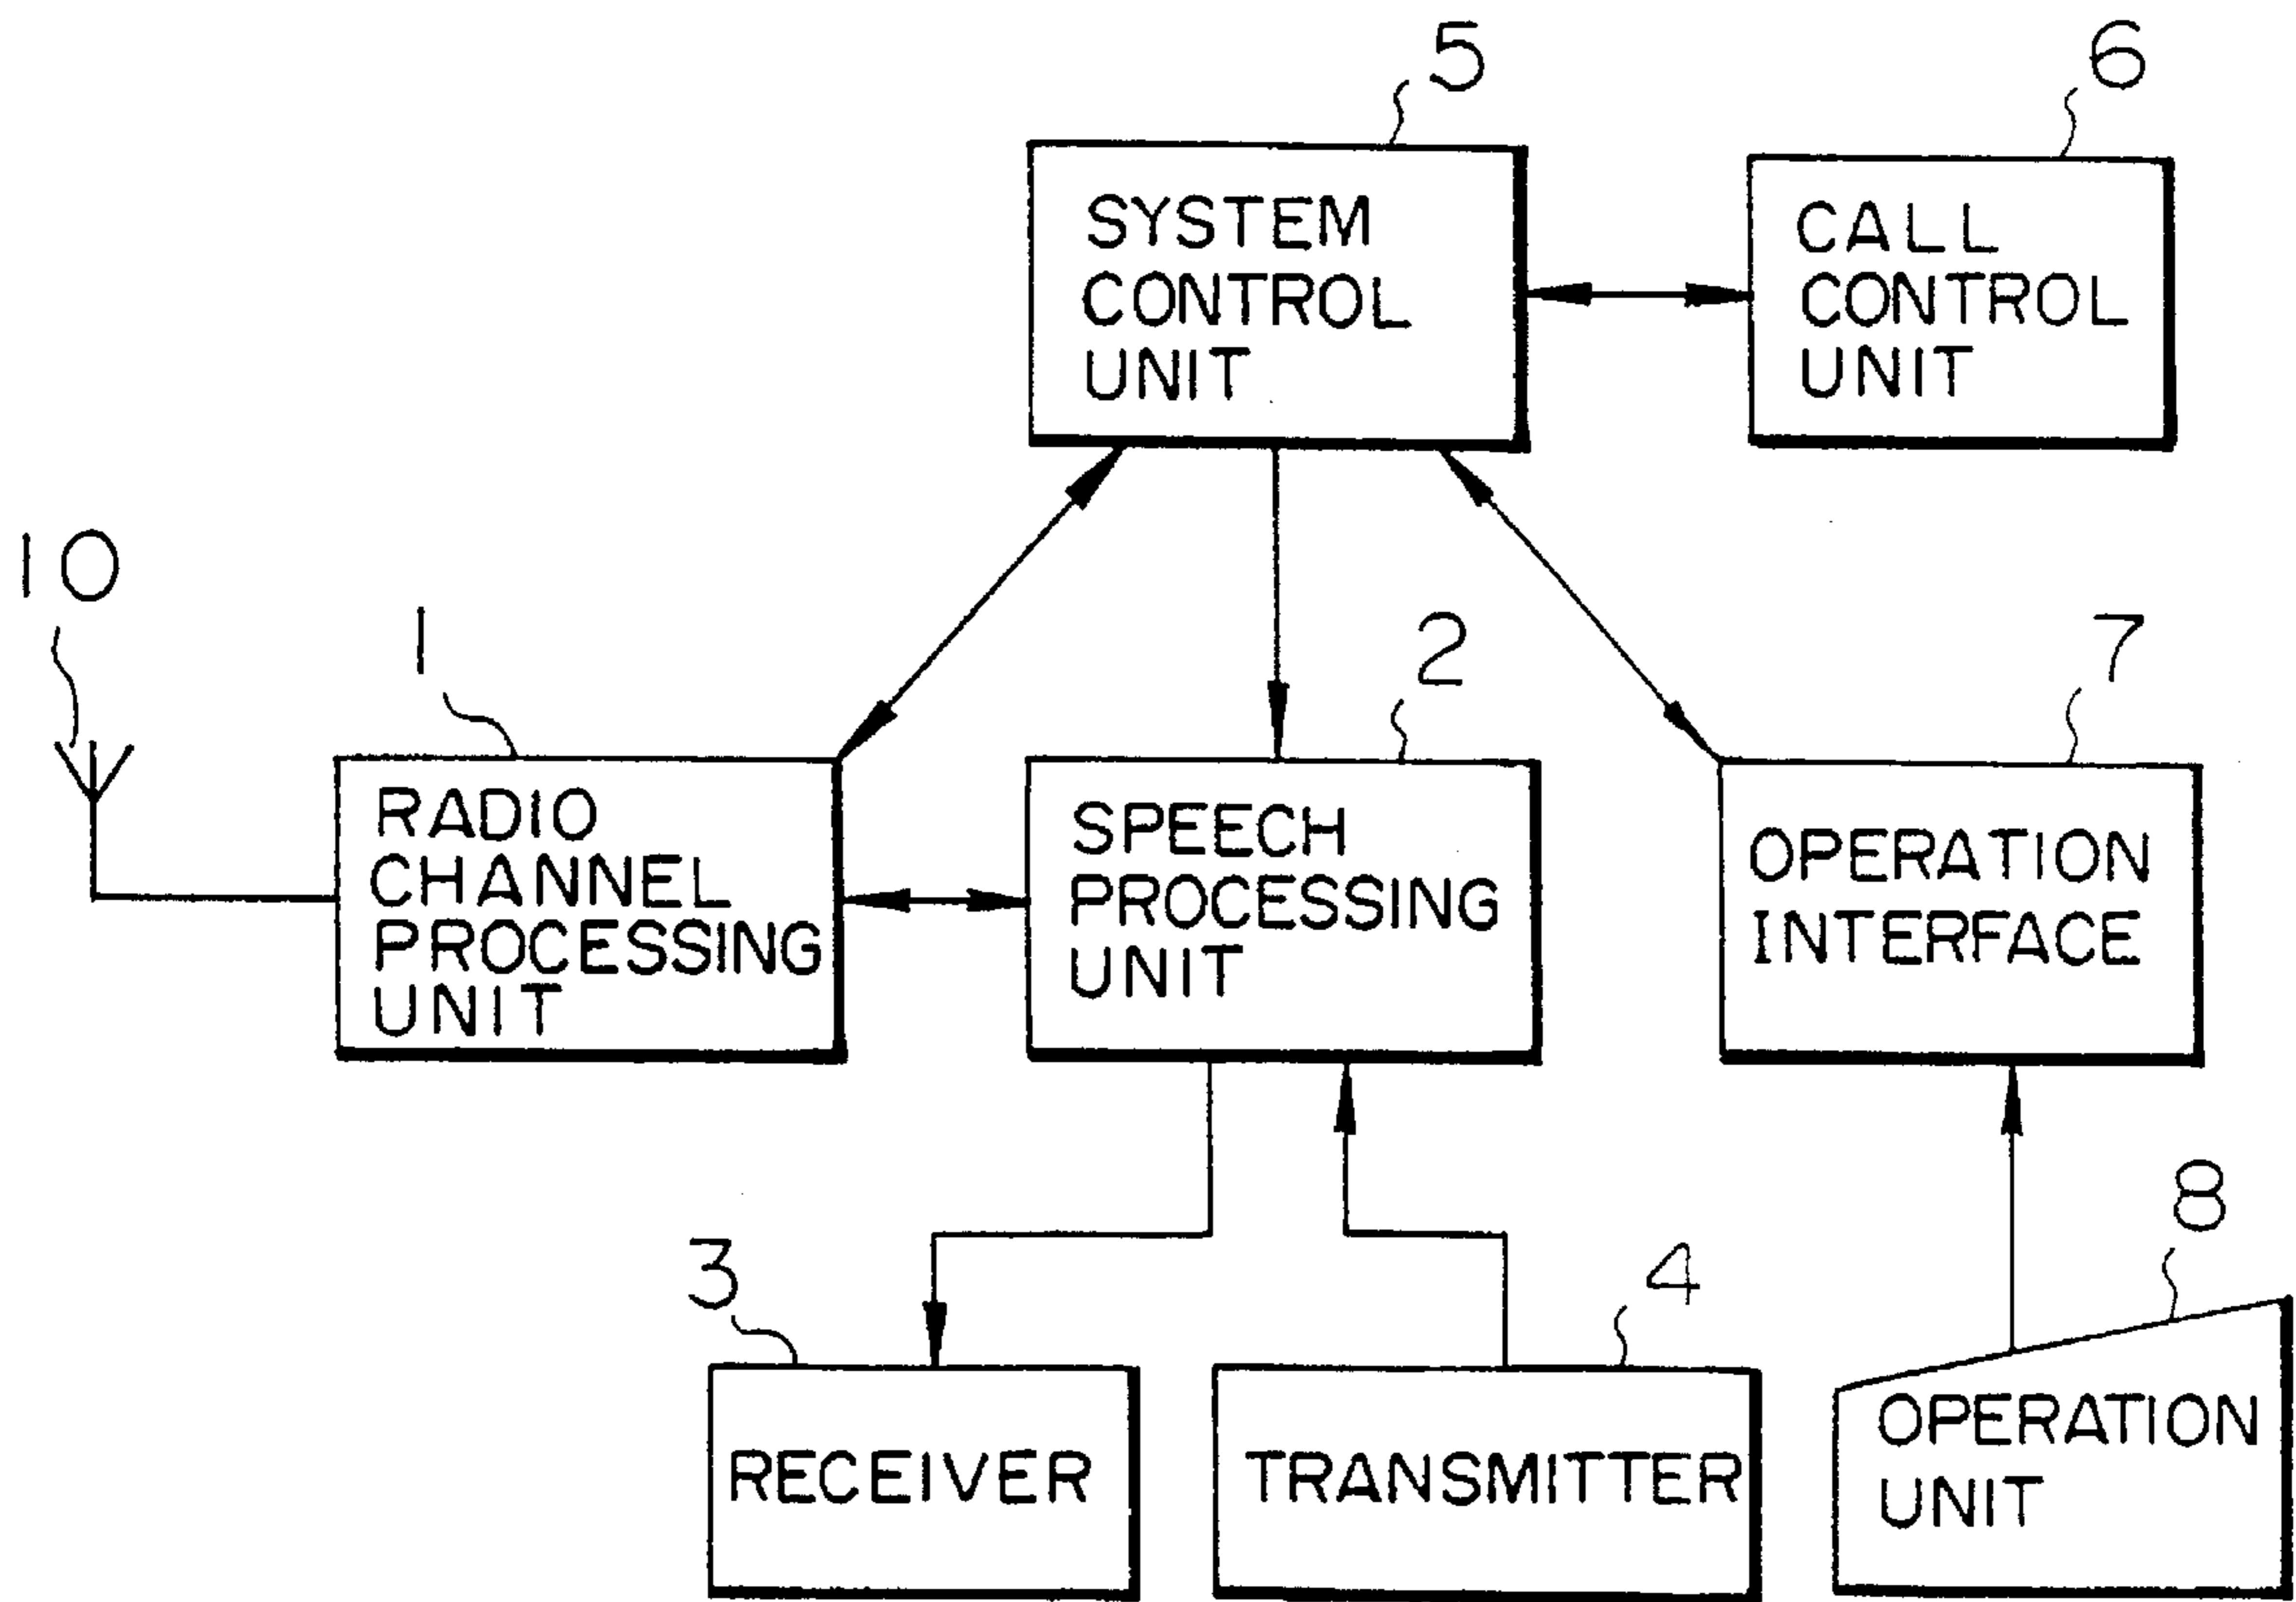 5
SYSTEM
CONTROL
UNIT
6
CALL
CONTROL
UNIT
10
1
RADIO
CHANNEL
PROCESSING
UNIT
2
SPEECH
PROCESSING
UNIT
7
OPERATION
INTERFACE
3
RECEIVER
4
TRANSMITTER
8
OPERATION
UNIT